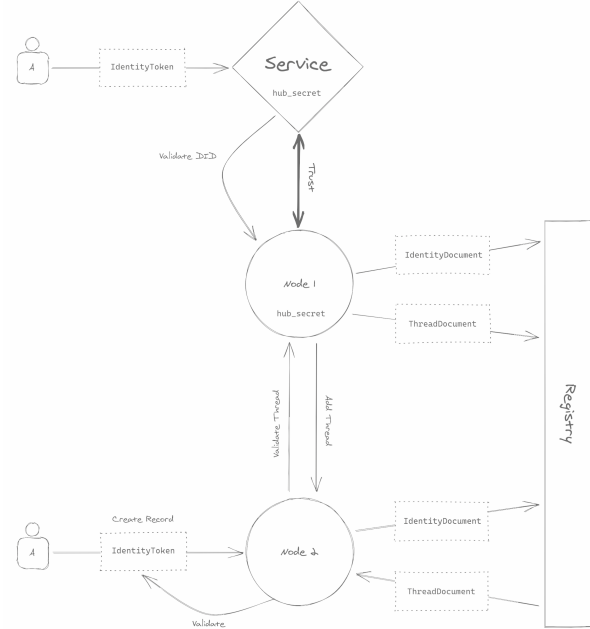 A
IdentityToken
Service
hub_secret
Validate DID
Trust
Node 1
hub_secret
IdentityDocument
ThreadDocument
Registry
Validate Thread
Add Thread
Create Record
A
IdentityToken
Node 2
IdentityDocument
ThreadDocument
Validate